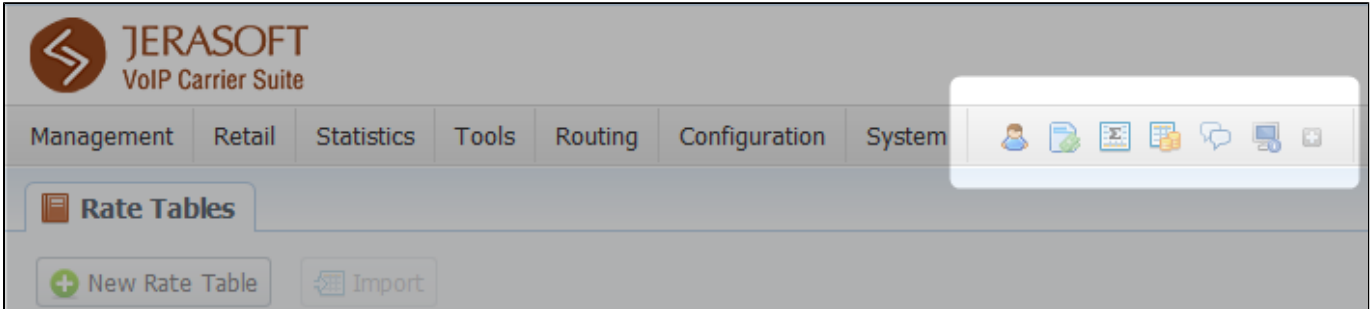 JERASOFT
VoIP Carrier Suite
Management Retail Statistics Tools Routing Configuration System
Rate Tables
New Rate Table Import